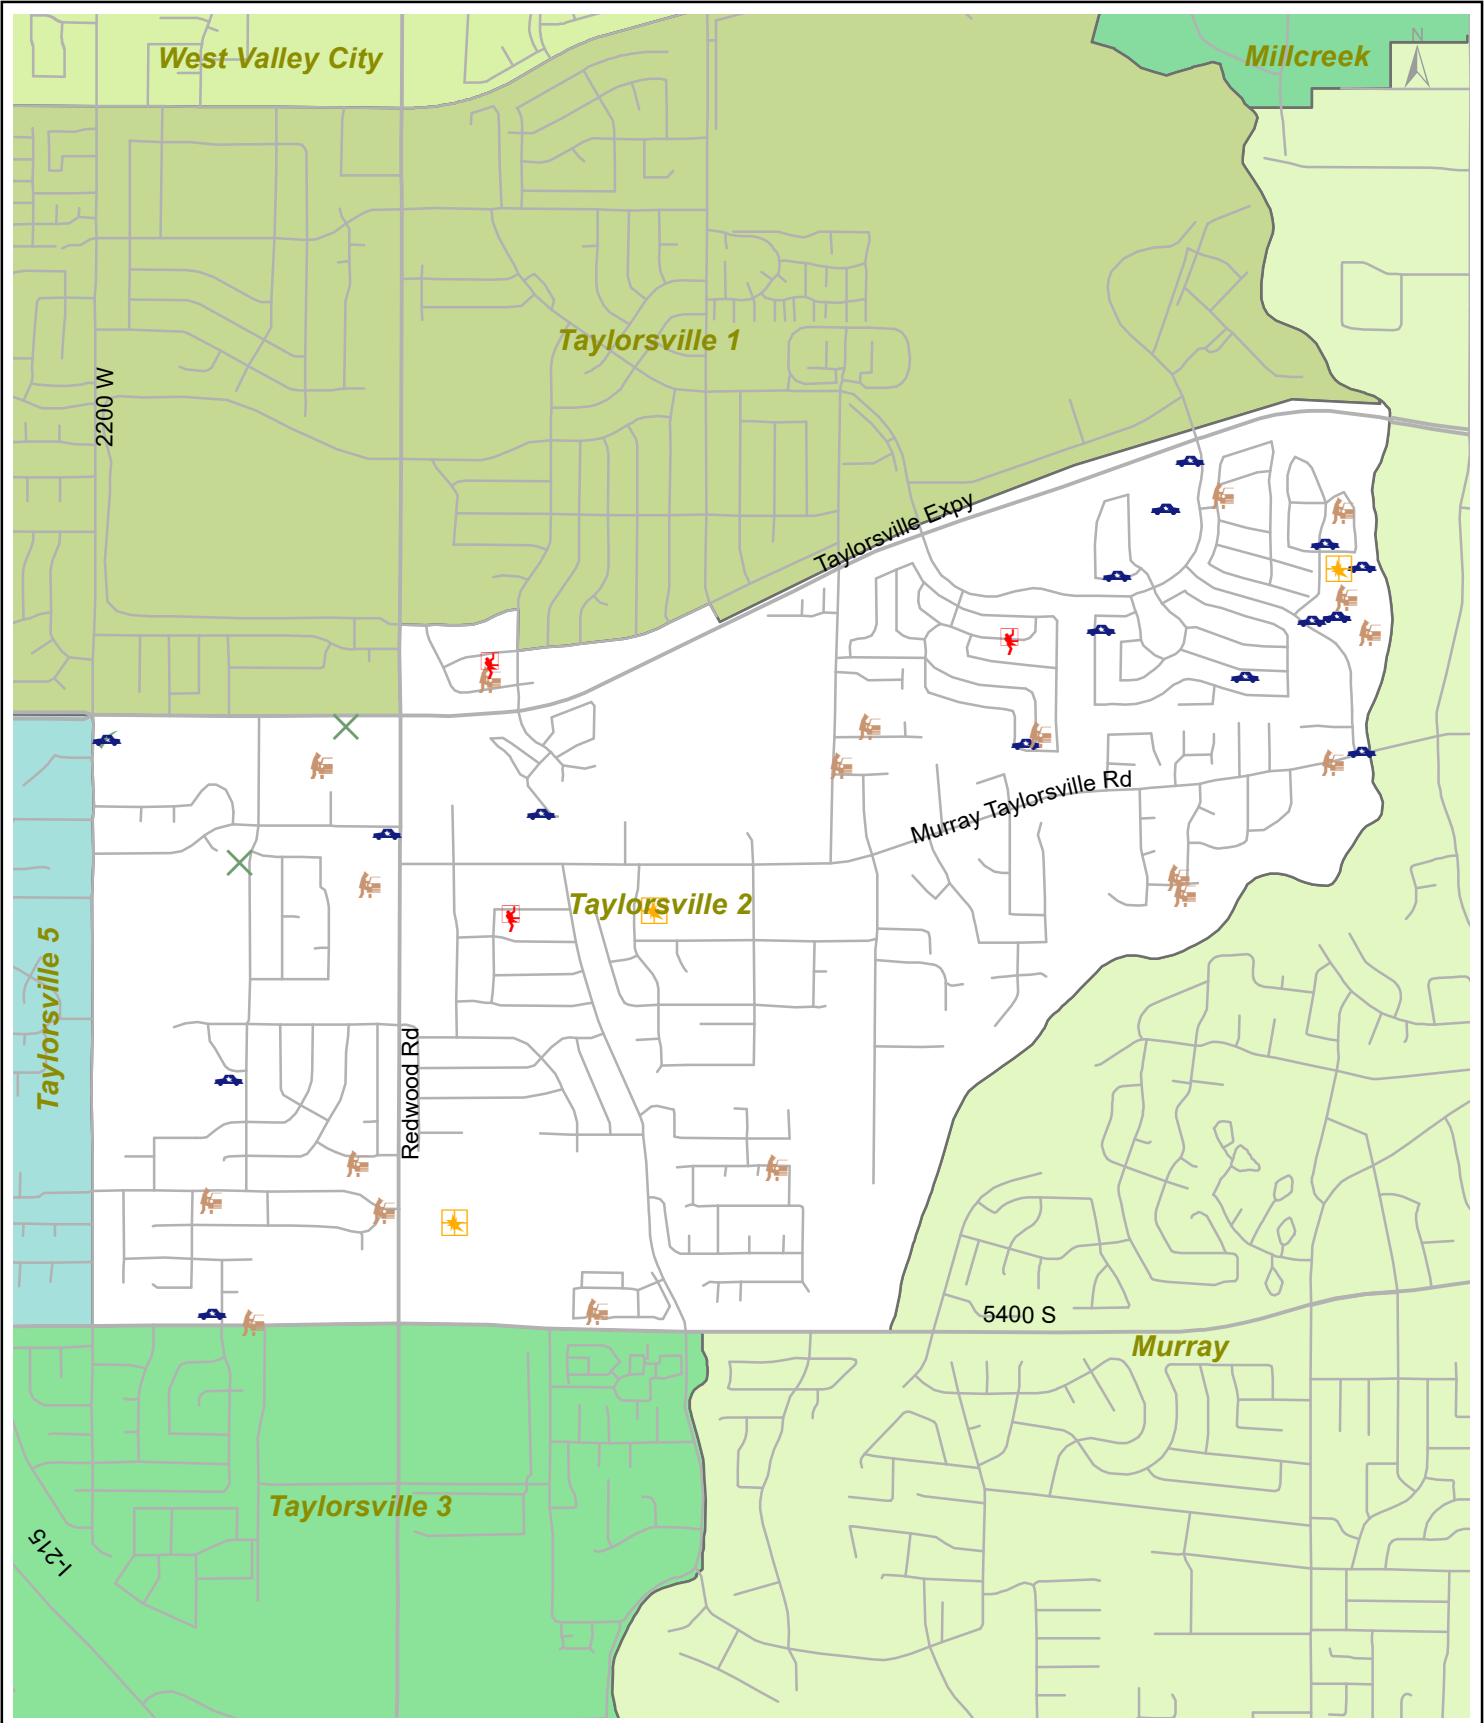 West Valley City
Millcreek
N
Taylorsville 1
2200 W
Taylorsville Expy
Murray Taylorsville Rd
Taylorsville 2
Taylorsville 5
Redwood Rd
5400 S
Murray
Taylorsville 3
I-215